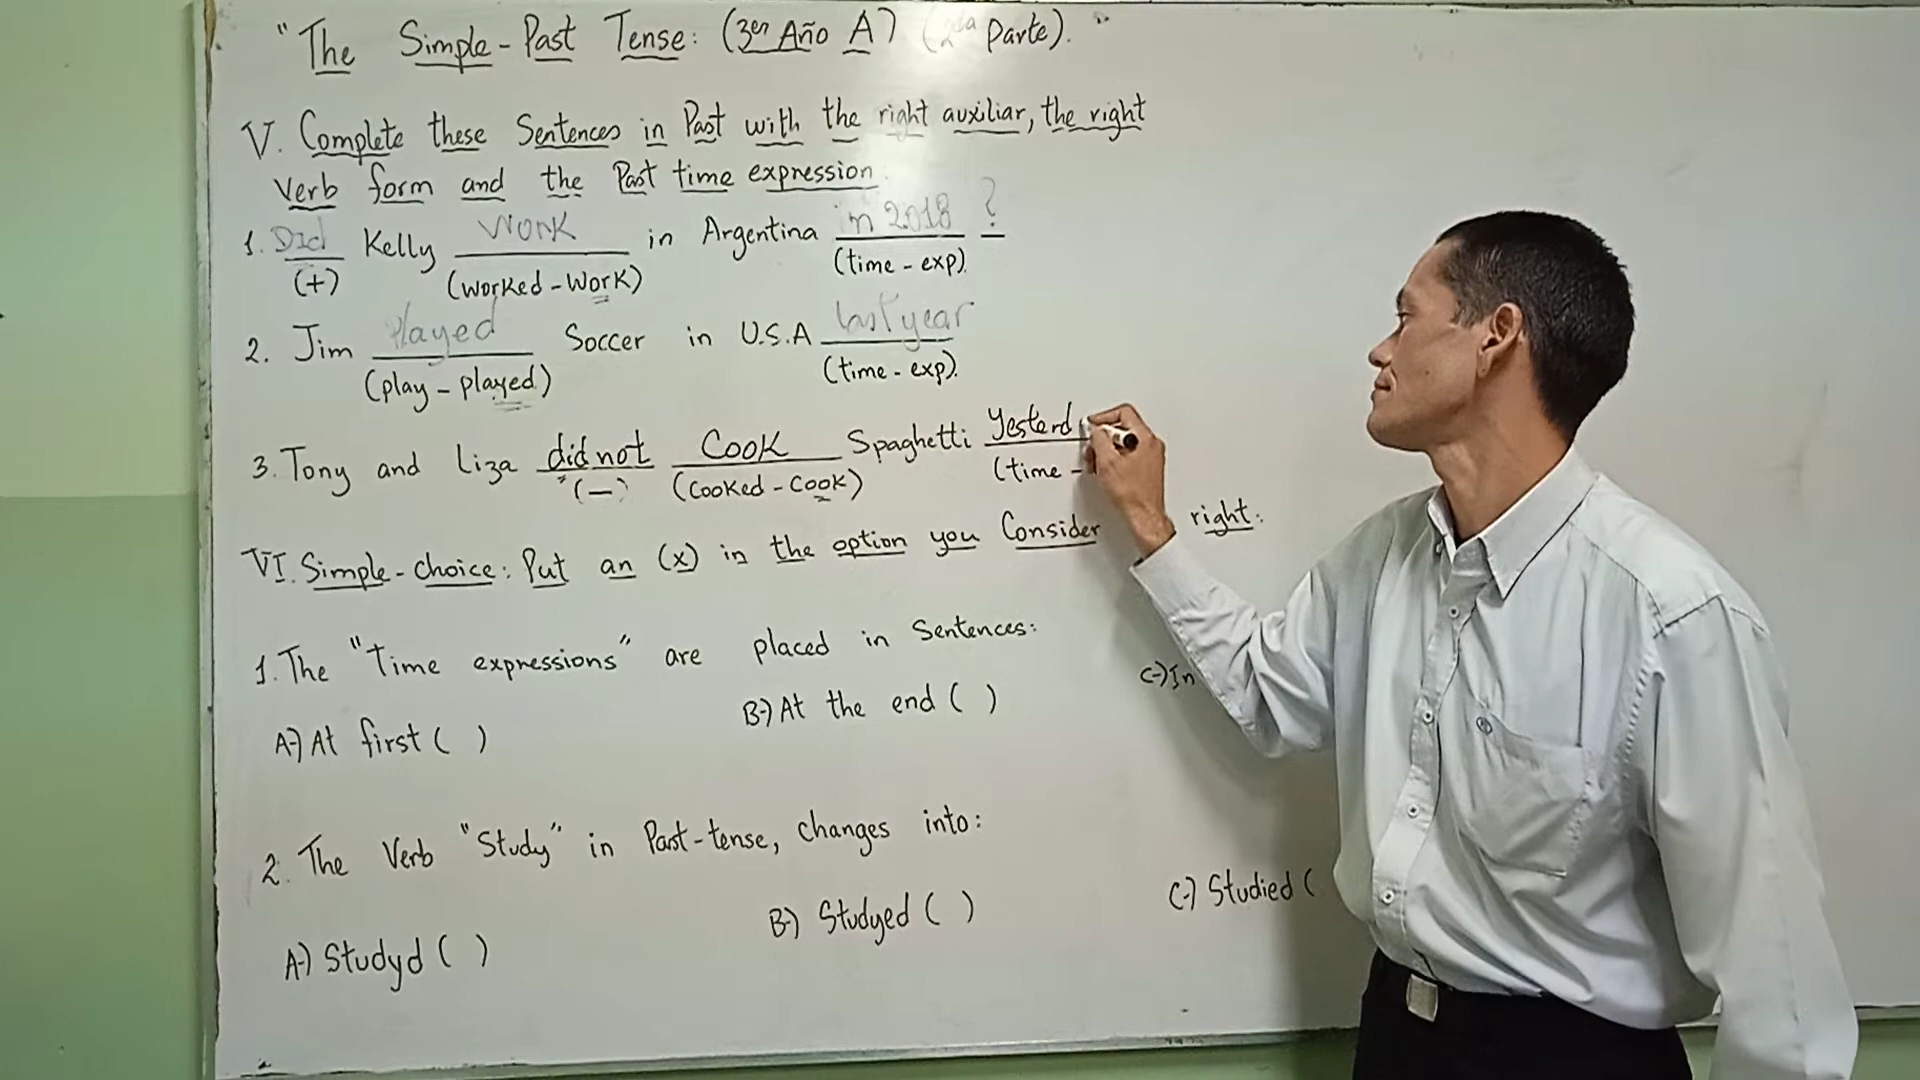 "The Simple-Past Tense: (3er Año A) (2da Parte)."
V. Complete these Sentences in Past with the right auxiliar, the right
verb form and the Past time expression.
1. Did Kelly work in Argentina in 2018 ?
(+) (worked - work) (time - exp).
2. Jim Played Soccer in U.S.A last year
(play - played) (time - exp).
3. Tony and Liza did not Cook Spaghetti Yesterd
(-) (Cooked - Cook) (time -
VI. Simple-choice: Put an (x) in the option you Consider right:
1. The "Time expressions" are placed in Sentences:
A-) At first ( ) B-) At the end ( ) C-) In
2. The Verb "Study" in Past-tense, changes into:
A-) Studyd ( ) B-) Studyed ( ) C-) Studied (